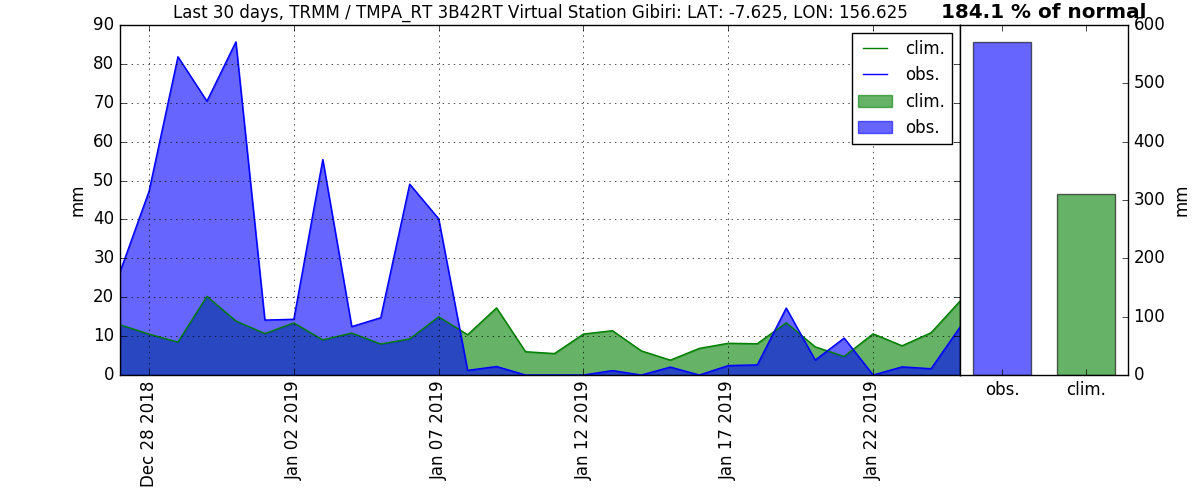 Last 30 days, TRMM / TMPA_RT 3B42RT Virtual Station Gibiri: LAT: -7.625, LON: 156.625
184.1 % of normal
90
80
70
60
50
40
30
20
10
0
mm
clim.
obs.
clim.
obs.
Dec 28 2018
Jan 02 2019
Jan 07 2019
Jan 12 2019
Jan 17 2019
Jan 22 2019
600
500
400
300
200
100
0
mm
obs.
clim.